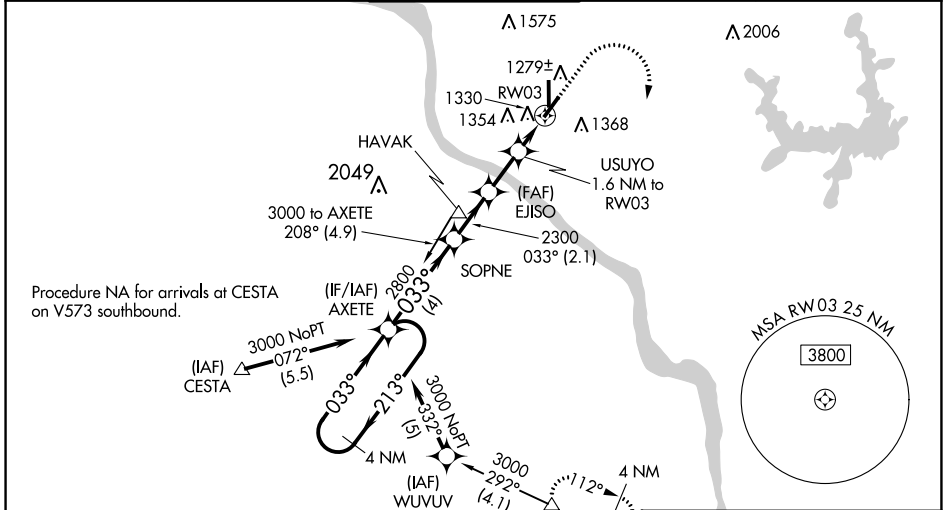 1575
2006
1279±
RW03
1330
1354
1368
HAVAK
2049
USUYO
1.6 NM to
RW03
(FAF)
EJISO
3000 to AXETE
208° (4.9)
2300
033° (2.1)
SOPNE
2800
033°
(4)
(IF/IAF)
AXETE
Procedure NA for arrivals at CESTA
on V573 southbound.
MSA RW03 25 NM
3800
3000 NoPT
072°
(5.5)
(IAF)
CESTA
033°
213°
4 NM
3000 NoPT
332°
(5)
(IAF)
WUVUV
3000
292°
(4.1)
112°
4 NM